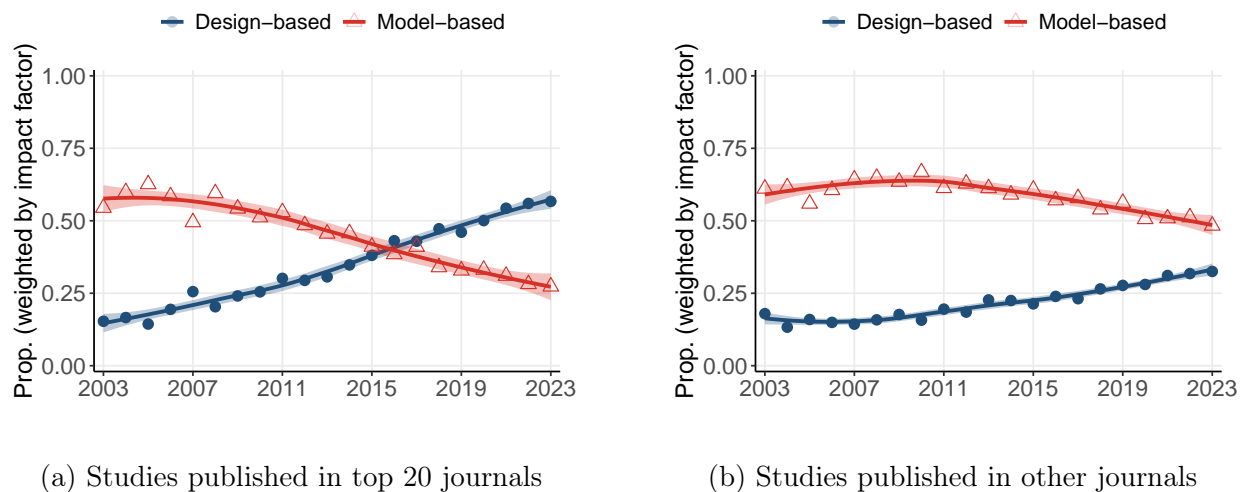 Design−based Model−based
Prop. (weighted by impact factor)
1.00
0.75
0.50
0.25
0.00
2003 2007 2011 2015 2019 2023
(a) Studies published in top 20 journals
Design−based Model−based
Prop. (weighted by impact factor)
1.00
0.75
0.50
0.25
0.00
2003 2007 2011 2015 2019 2023
(b) Studies published in other journals